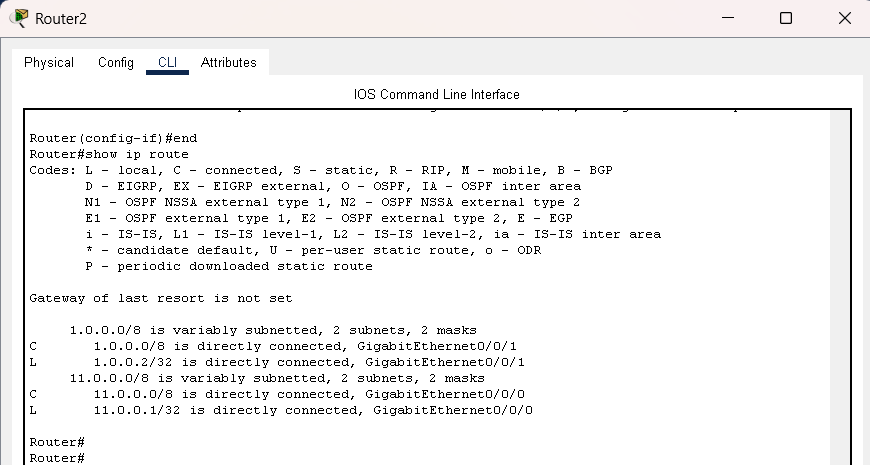 Router2
Physical Config CLI Attributes
IOS Command Line Interface
Router(config-if)#end
Router#show ip route
Codes: L - local, C - connected, S - static, R - RIP, M - mobile, B - BGP
D - EIGRP, EX - EIGRP external, O - OSPF, IA - OSPF inter area
N1 - OSPF NSSA external type 1, N2 - OSPF NSSA external type 2
E1 - OSPF external type 1, E2 - OSPF external type 2, E - EGP
i - IS-IS, L1 - IS-IS level-1, L2 - IS-IS level-2, ia - IS-IS inter area
* - candidate default, U - per-user static route, o - ODR
P - periodic downloaded static route
Gateway of last resort is not set
1.0.0.0/8 is variably subnetted, 2 subnets, 2 masks
C 1.0.0.0/8 is directly connected, GigabitEthernet0/0/1
L 1.0.0.2/32 is directly connected, GigabitEthernet0/0/1
11.0.0.0/8 is variably subnetted, 2 subnets, 2 masks
C 11.0.0.0/8 is directly connected, GigabitEthernet0/0/0
L 11.0.0.1/32 is directly connected, GigabitEthernet0/0/0
Router#
Router#